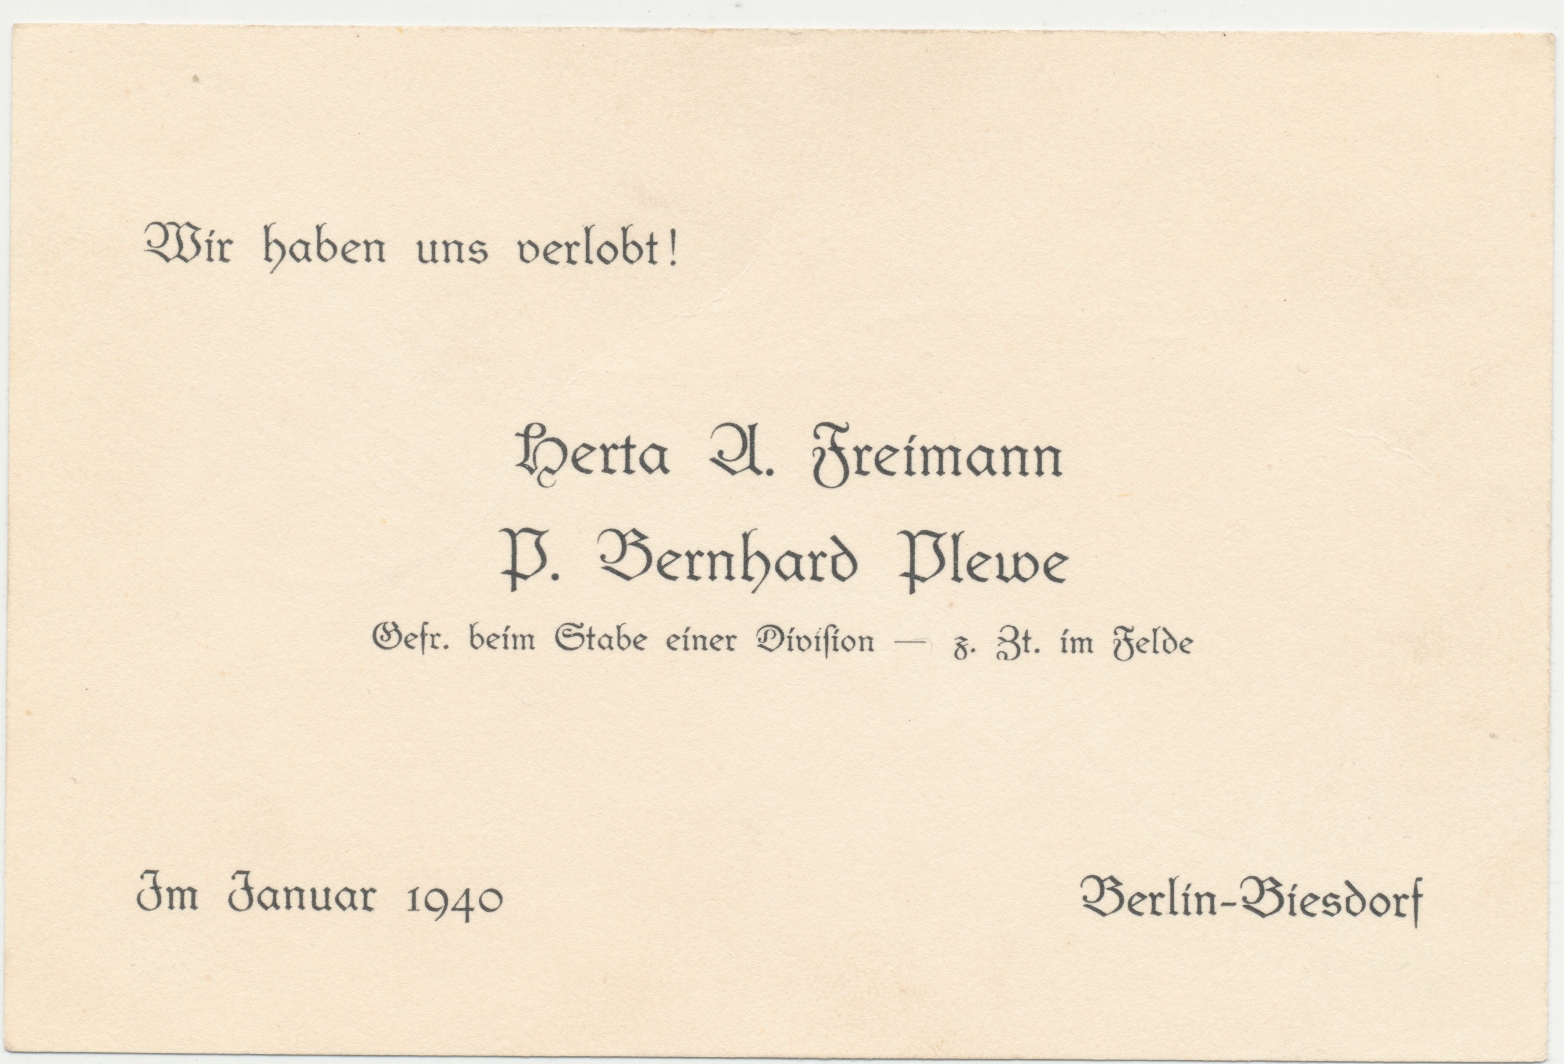 Wir haben uns verlobt!
Herta A. Freimann
P. Bernhard Plewe
Gefr. beim Stabe einer Diviſion — z. Zt. im Felde
Im Januar 1940
Berlin-Biesdorf